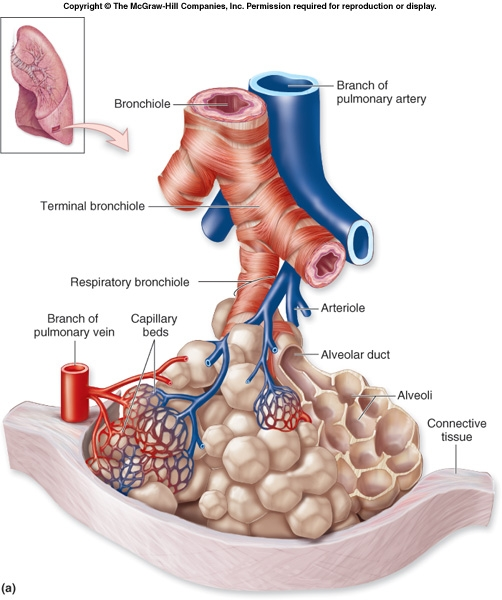 Copyright © The McGraw-Hill Companies, Inc. Permission required for reproduction or display.
Bronchiole
Branch of
pulmonary artery
Terminal bronchiole
Respiratory bronchiole
Arteriole
Branch of
pulmonary vein
Capillary
beds
Alveolar duct
Alveoli
Connective
tissue
(a)